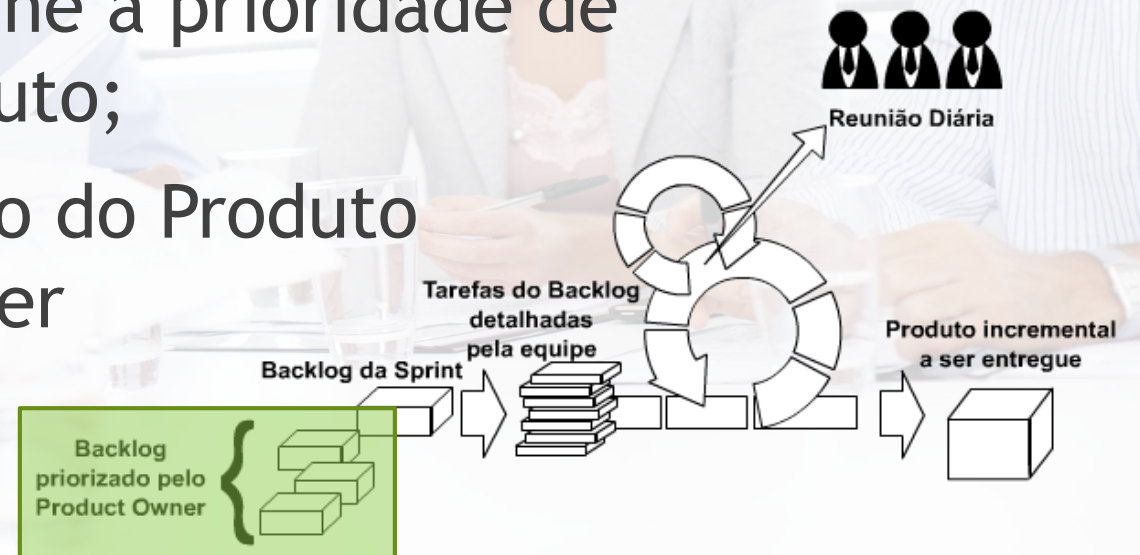 a prioridade de
uto;
o do Produto
er
Reunião Diária
Tarefas do Backlog
detalhadas
pela equipe
Backlog da Sprint
Produto incremental
a ser entregue
Backlog
priorizado pelo
Product Owner